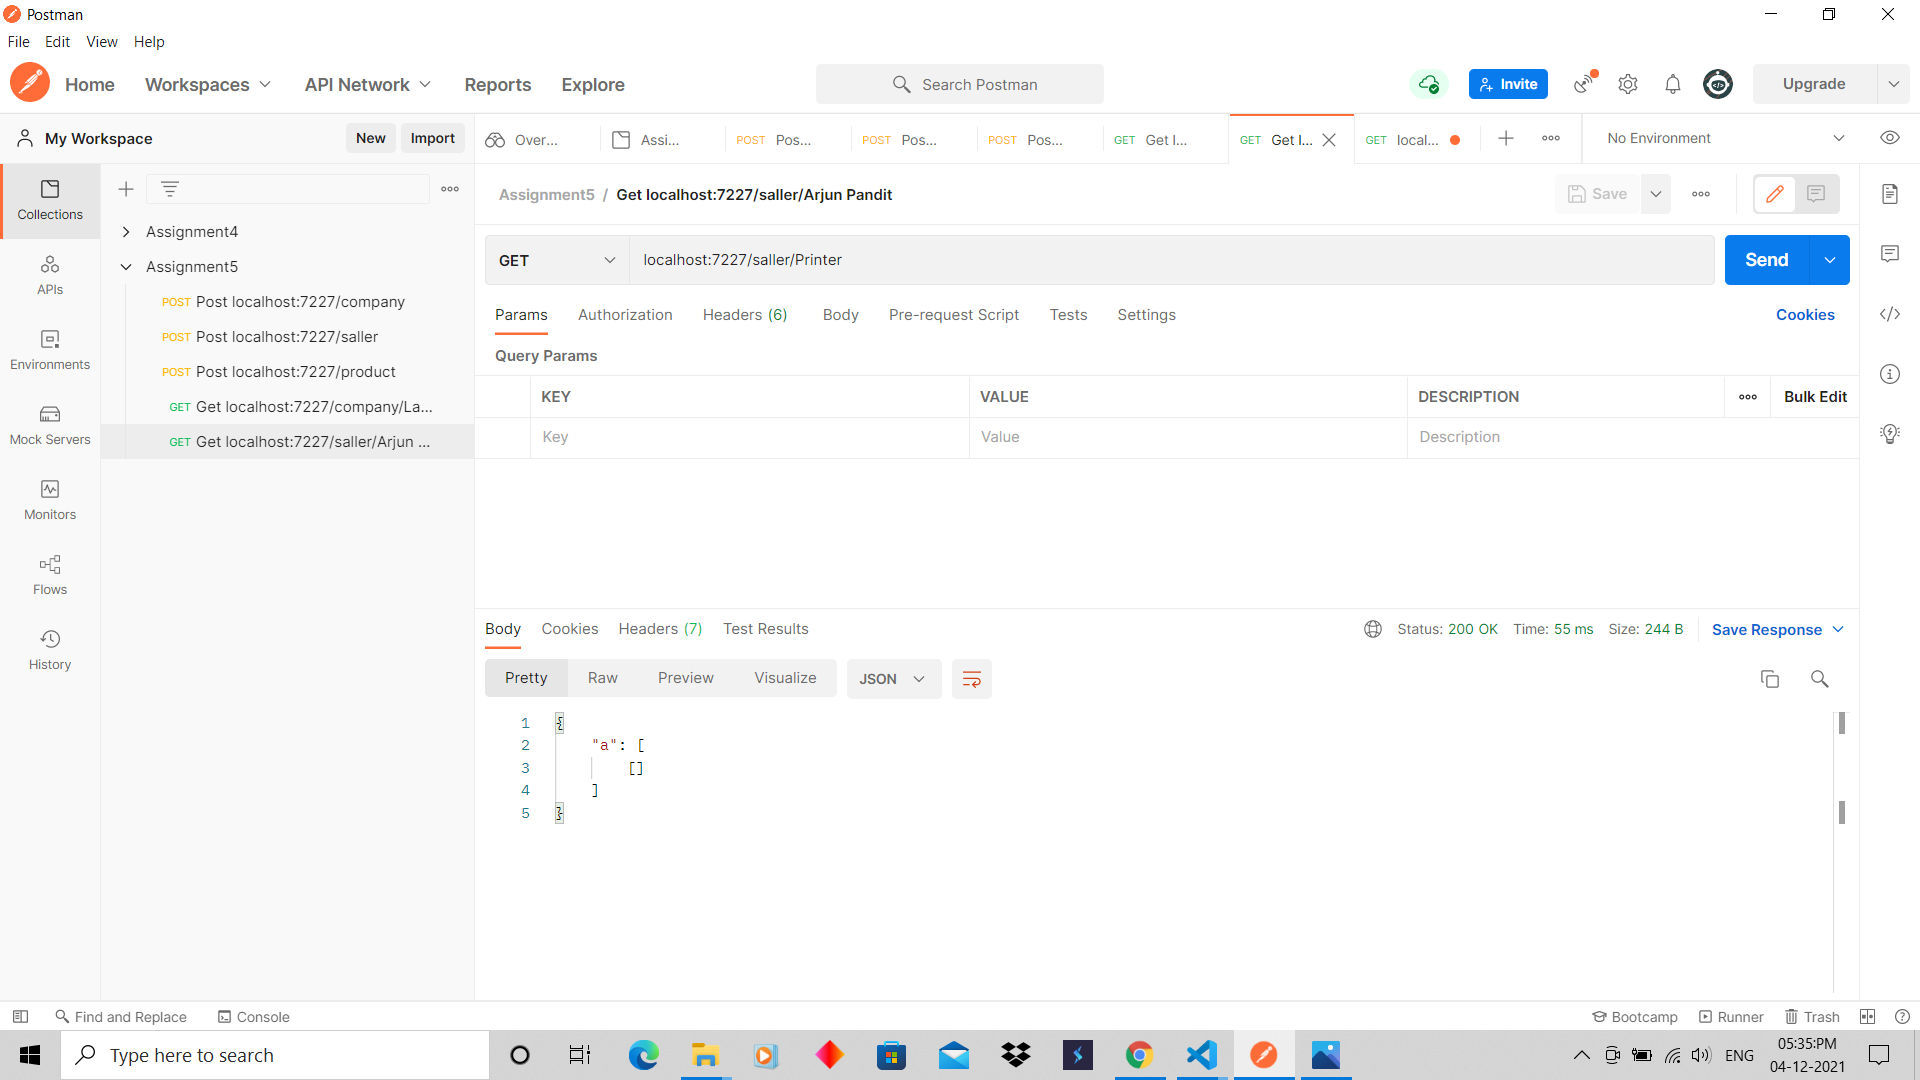 Postman
File Edit View Help
Home Workspaces API Network Reports Explore Search Postman Invite Upgrade
My Workspace New Import Over... Assi... POST Pos... POST Pos... POST Pos... GET Get l... GET Get l... GET local... No Environment
Collections
APIs
Environments
Mock Servers
Monitors
Flows
History
Assignment4
Assignment5
POST Post localhost:7227/company
POST Post localhost:7227/saller
POST Post localhost:7227/product
GET Get localhost:7227/company/La...
GET Get localhost:7227/saller/Arjun ...
Assignment5 / Get localhost:7227/saller/Arjun Pandit Save
GET localhost:7227/saller/Printer Send
Params Authorization Headers (6) Body Pre-request Script Tests Settings Cookies
Query Params
KEY VALUE DESCRIPTION Bulk Edit
Key Value Description
Body Cookies Headers (7) Test Results Status: 200 OK Time: 55 ms Size: 244 B Save Response
Pretty Raw Preview Visualize JSON
1 {
2 "a": [
3 []
4 ]
5 }
Find and Replace Console Bootcamp Runner Trash
Type here to search ENG 05:35:PM
04-12-2021